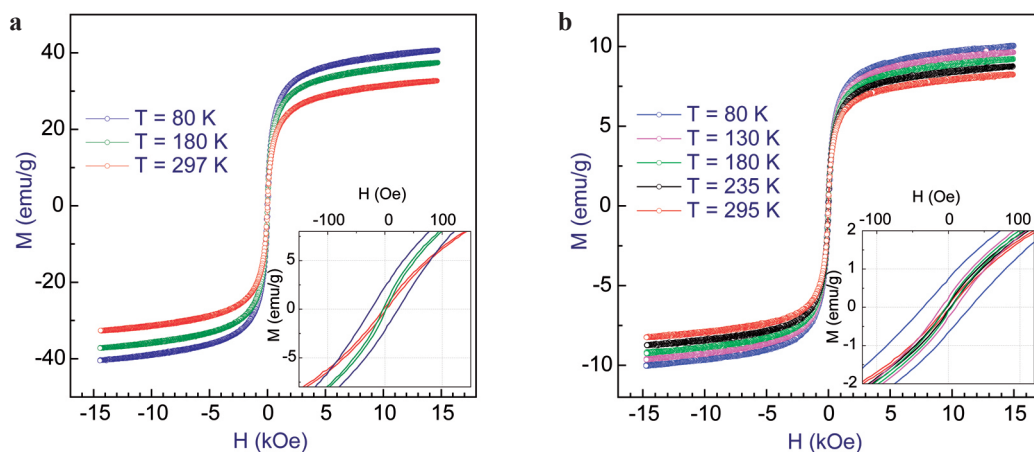 a
M (emu/g)
40
20
0
-20
-40
T = 80 K
T = 180 K
T = 297 K
H (Oe)
-100 0 100
M (emu/g)
5
0
-5
-15 -10 -5 0 5 10 15
H (kOe)
b
M (emu/g)
10
5
0
-5
-10
T = 80 K
T = 130 K
T = 180 K
T = 235 K
T = 295 K
H (Oe)
-100 0 100
M (emu/g)
2
1
0
-1
-2
-15 -10 -5 0 5 10 15
H (kOe)